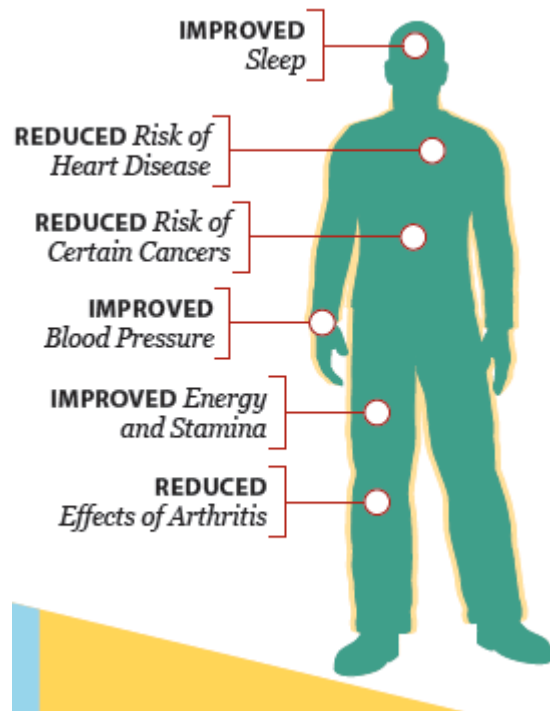 IMPROVED
Sleep
REDUCED Risk of
Heart Disease
REDUCED Risk of
Certain Cancers
IMPROVED
Blood Pressure
IMPROVED Energy
and Stamina
REDUCED
Effects of Arthritis